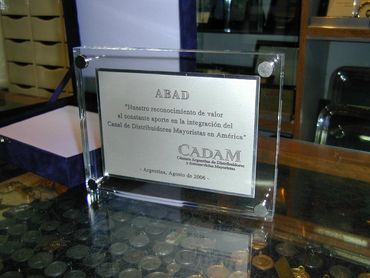 ABAD
"Nuestro reconocimiento de valor
al constante aporte en la integración del
Canal de Distribuidores Mayoristas en América"
CADAM
Cámara Argentina de Distribuidores
y Autoservicios Mayoristas
- Argentina, Agosto de 2006 -